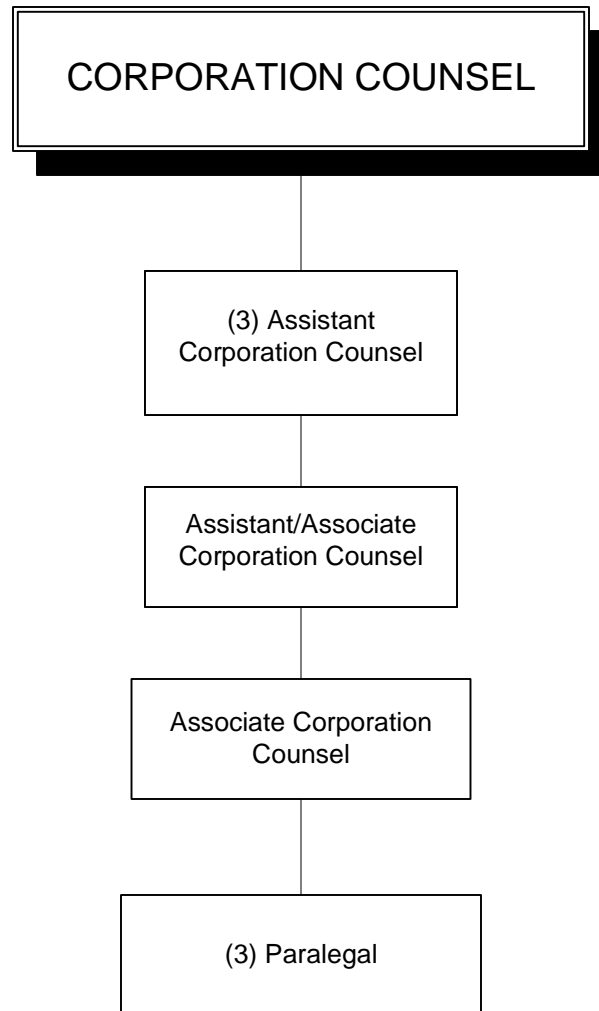 CORPORATION COUNSEL
(3) Assistant
Corporation Counsel
Assistant/Associate
Corporation Counsel
Associate Corporation
Counsel
(3) Paralegal